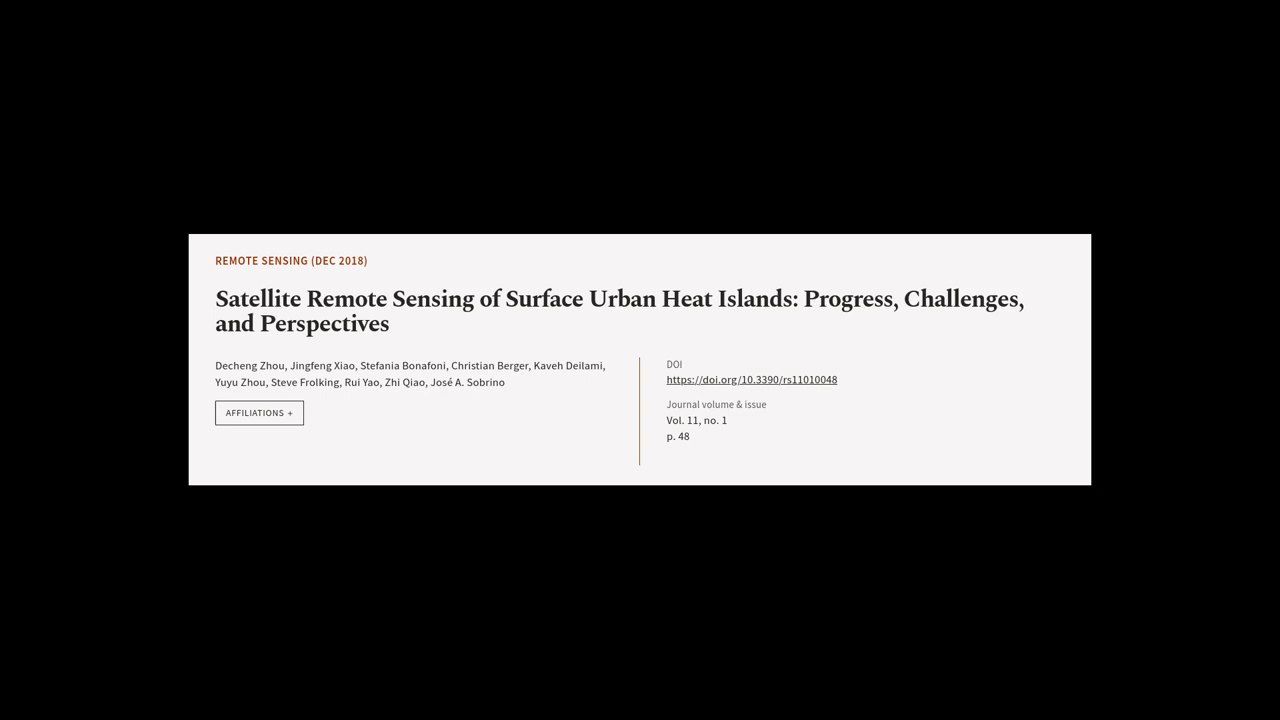 REMOTE SENSING (DEC 2018)
Satellite Remote Sensing of Surface Urban Heat Islands: Progress, Challenges,
and Perspectives
Decheng Zhou, Jingfeng Xiao, Stefania Bonafoni, Christian Berger, Kaveh Deilami,
Yuyu Zhou, Steve Frolking, Rui Yao, Zhi Qiao, José A. Sobrino
AFFILIATIONS +
DOI
https://doi.org/10.3390/rs11010048
Journal volume & issue
Vol. 11, no. 1
p. 48